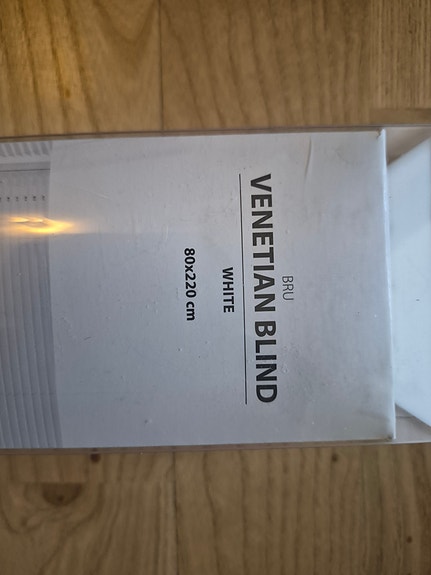 BRU
VENETIAN BLIND
WHITE
80x220 cm